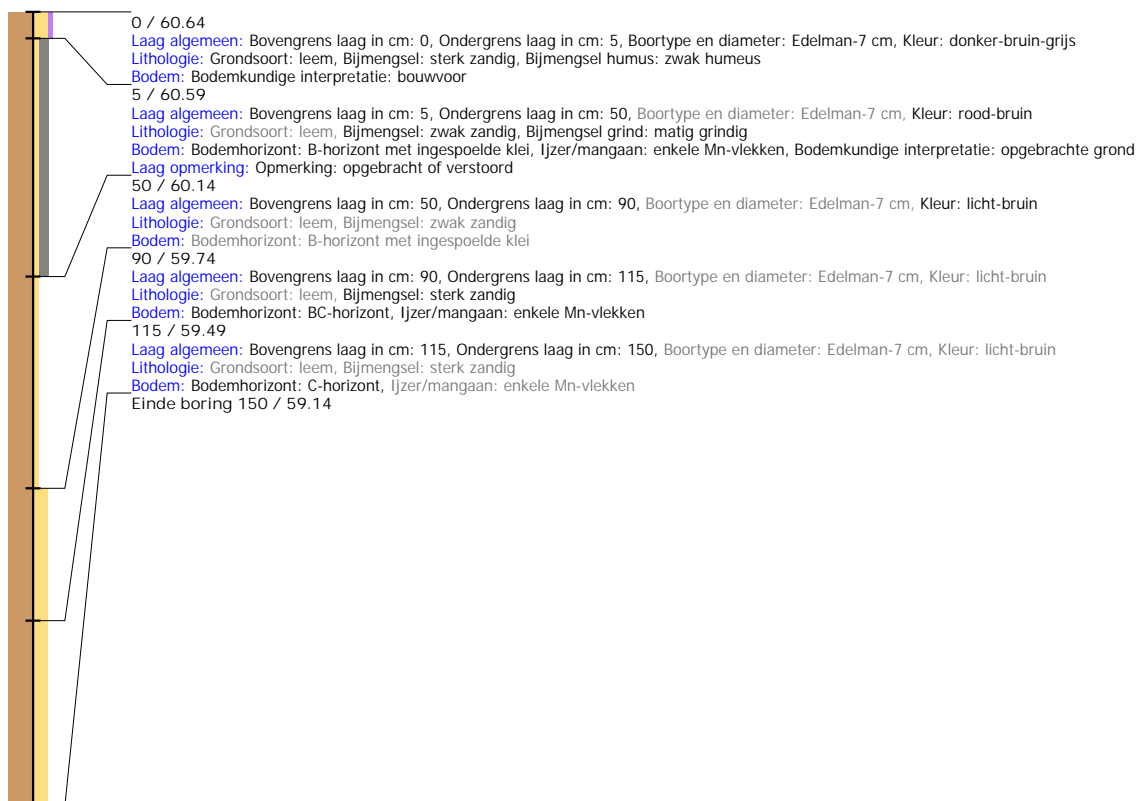 0 / 60.64
Laag algemeen: Bovengrens laag in cm: 0, Ondergrens laag in cm: 5, Boortype en diameter: Edelman-7 cm, Kleur: donker-bruin-grijs
Lithologie: Grondsoort: leem, Bijmengsel: sterk zandig, Bijmengsel humus: zwak humeus
Bodem: Bodemkundige interpretatie: bouwvoor
5 / 60.59
Laag algemeen: Bovengrens laag in cm: 5, Ondergrens laag in cm: 50, Boortype en diameter: Edelman-7 cm, Kleur: rood-bruin
Lithologie: Grondsoort: leem, Bijmengsel: zwak zandig, Bijmengsel grind: matig grindig
Bodem: Bodemhorizont: B-horizont met ingespoelde klei, Ijzer/mangaan: enkele Mn-vlekken, Bodemkundige interpretatie: opgebrachte grond
Laag opmerking: Opmerking: opgebracht of verstoord
50 / 60.14
Laag algemeen: Bovengrens laag in cm: 50, Ondergrens laag in cm: 90, Boortype en diameter: Edelman-7 cm, Kleur: licht-bruin
Lithologie: Grondsoort: leem, Bijmengsel: zwak zandig
Bodem: Bodemhorizont: B-horizont met ingespoelde klei
90 / 59.74
Laag algemeen: Bovengrens laag in cm: 90, Ondergrens laag in cm: 115, Boortype en diameter: Edelman-7 cm, Kleur: licht-bruin
Lithologie: Grondsoort: leem, Bijmengsel: sterk zandig
Bodem: Bodemhorizont: BC-horizont, Ijzer/mangaan: enkele Mn-vlekken
115 / 59.49
Laag algemeen: Bovengrens laag in cm: 115, Ondergrens laag in cm: 150, Boortype en diameter: Edelman-7 cm, Kleur: licht-bruin
Lithologie: Grondsoort: leem, Bijmengsel: sterk zandig
Bodem: Bodemhorizont: C-horizont, Ijzer/mangaan: enkele Mn-vlekken
Einde boring 150 / 59.14